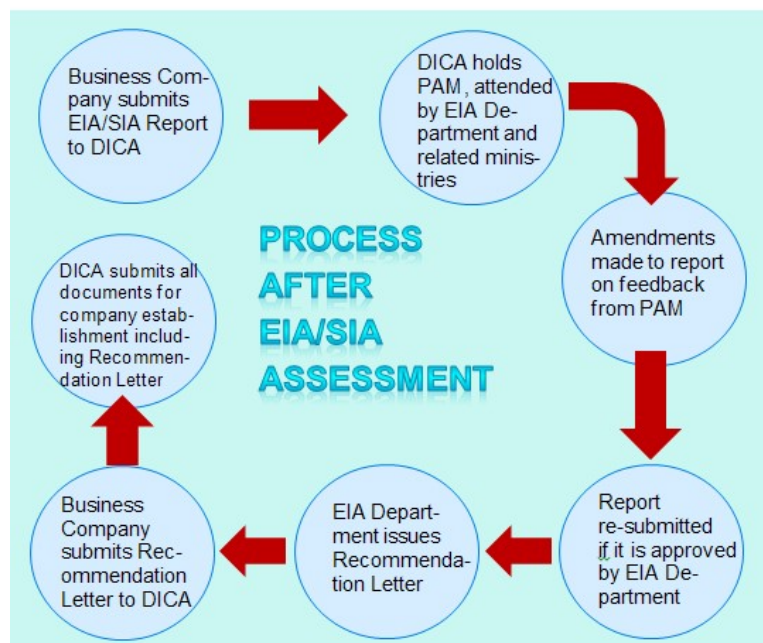 Business Com-
pany submits
EIA/SIA Report
to DICA
DICA holds
PAM, attended
by EIA De-
partment and
related minis-
tries
Amendments
made to report
on feedback
from PAM
Report
re-submitted
if it is approved
by EIA De-
partment
EIA Depart-
ment issues
Recommenda-
tion Letter
Business
Company
submits Rec-
ommendation
Letter to DICA
DICA submits all
documents for
company estab-
lishment includ-
ing Recommen-
dation Letter
PROCESS
AFTER
EIA/SIA
ASSESSMENT